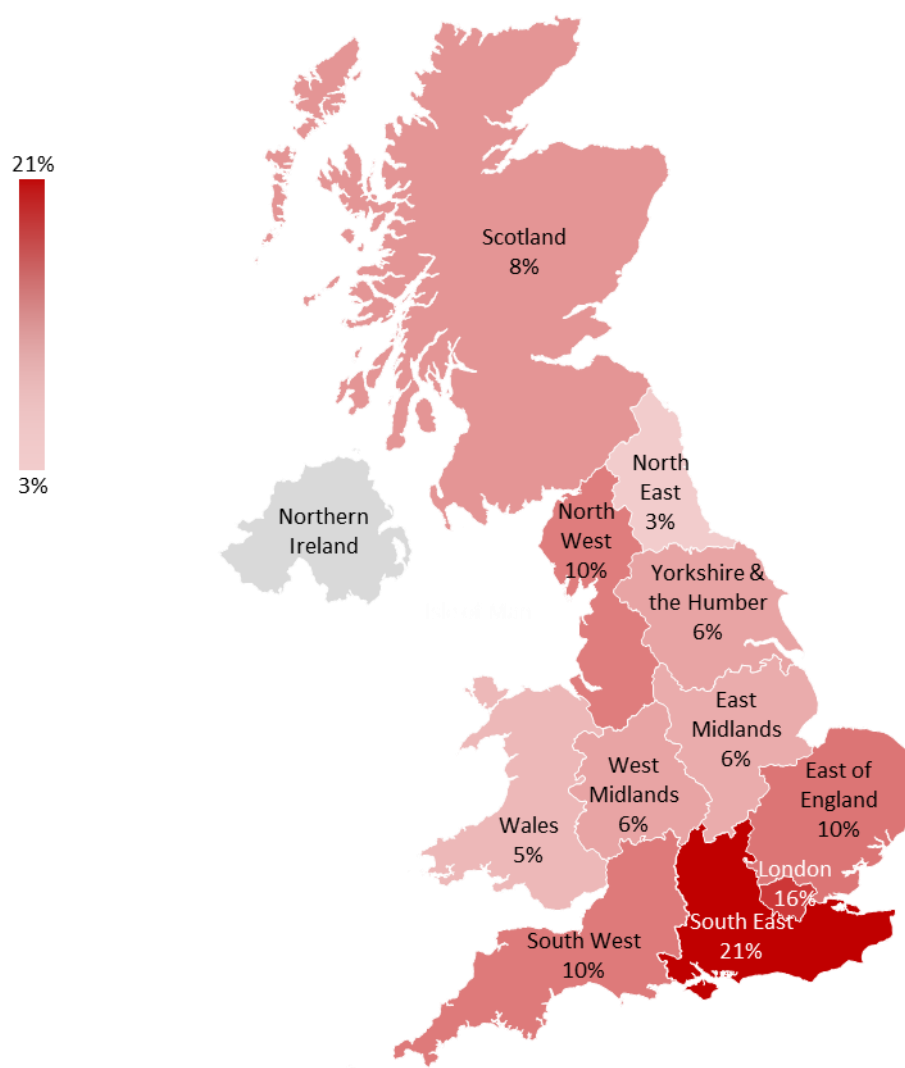 21%
3%
Scotland
8%
North
East
3%
Northern
Ireland
North
West
10%
Yorkshire &
the Humber
6%
East
Midlands
6%
West
Midlands
6%
East of
England
10%
Wales
5%
London
16%
South East
21%
South West
10%